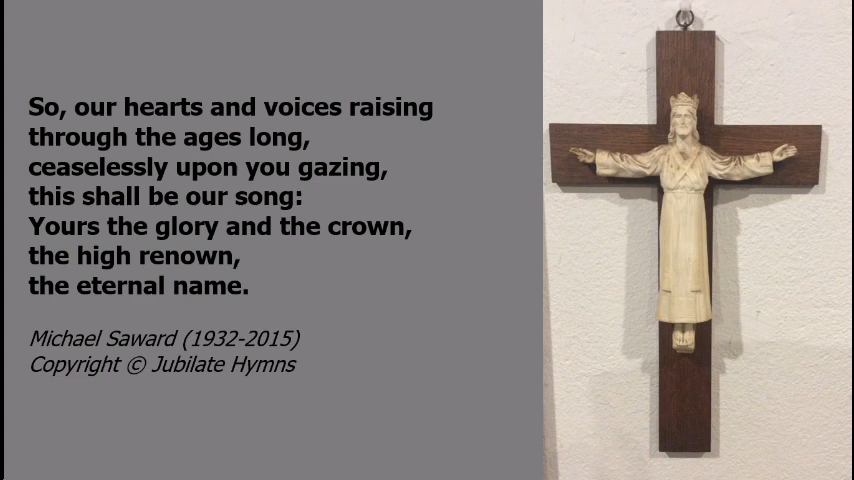 So, our hearts and voices raising
through the ages long,
ceaselessly upon you gazing,
this shall be our song:
Yours the glory and the crown,
the high renown,
the eternal name.
Michael Saward (1932-2015)
Copyright © Jubilate Hymns